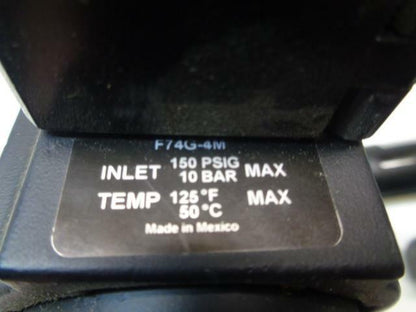 F74G-4M
INLET 150 PSIG 10 BAR MAX
TEMP 125°F 50°C MAX
Made in Mexico